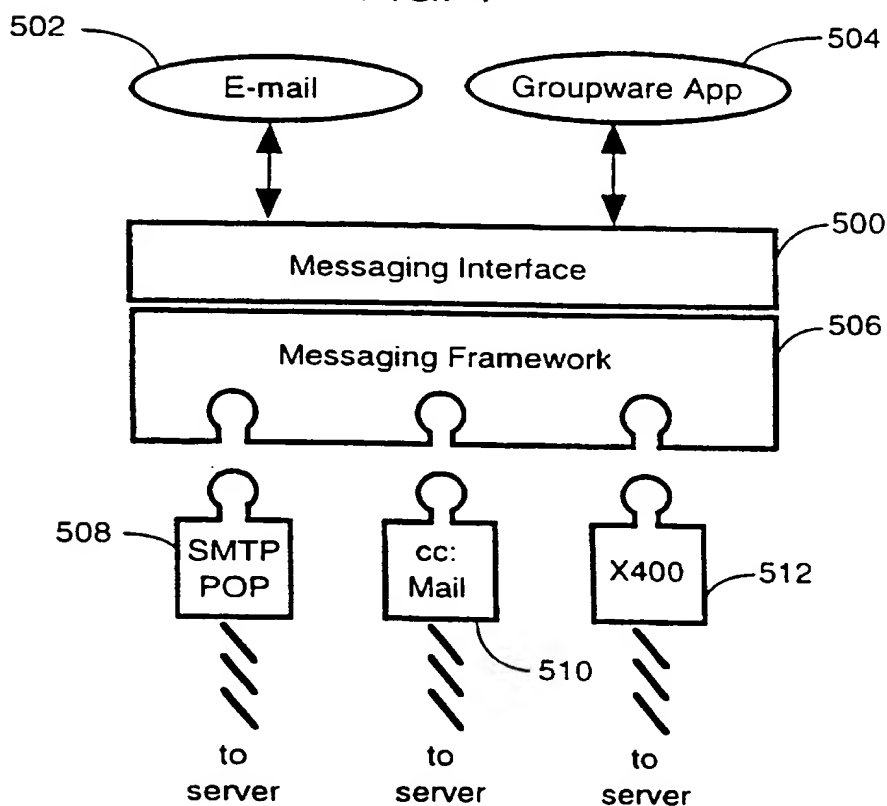 502
504
E-mail
Groupware App
500
Messaging Interface
506
Messaging Framework
508
SMTP
POP
cc:
Mail
X400
512
510
to
server
to
server
to
server